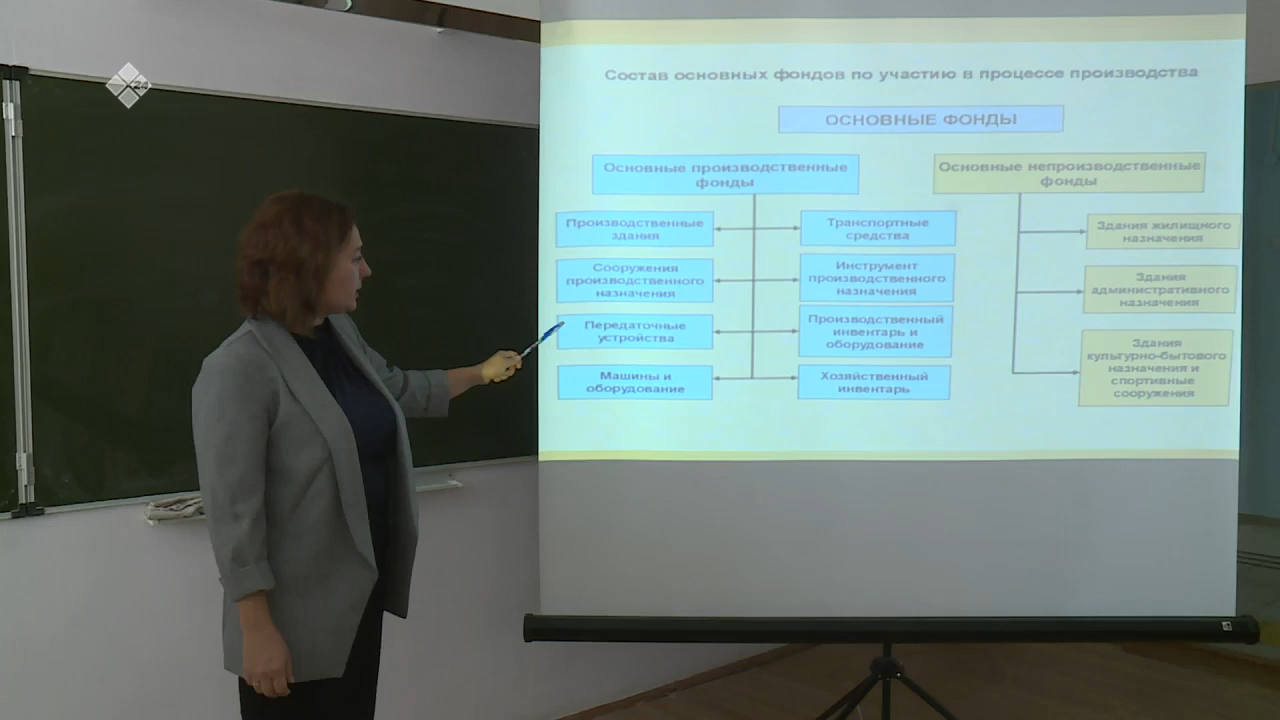 Состав основных фондов по участию в процессе производства
ОСНОВНЫЕ ФОНДЫ
Основные производственные
фонды
Основные непроизводственные
фонды
Производственные
здания
Транспортные
средства
Здания жилищного
назначения
Сооружения
производственного
назначения
Инструмент
производственного
назначения
Здания
административного
назначения
Передаточные
устройства
Производственный
инвентарь и
оборудование
Здания
культурно-бытового
назначения и
спортивные
сооружения
Машины и
оборудование
Хозяйственный
инвентарь